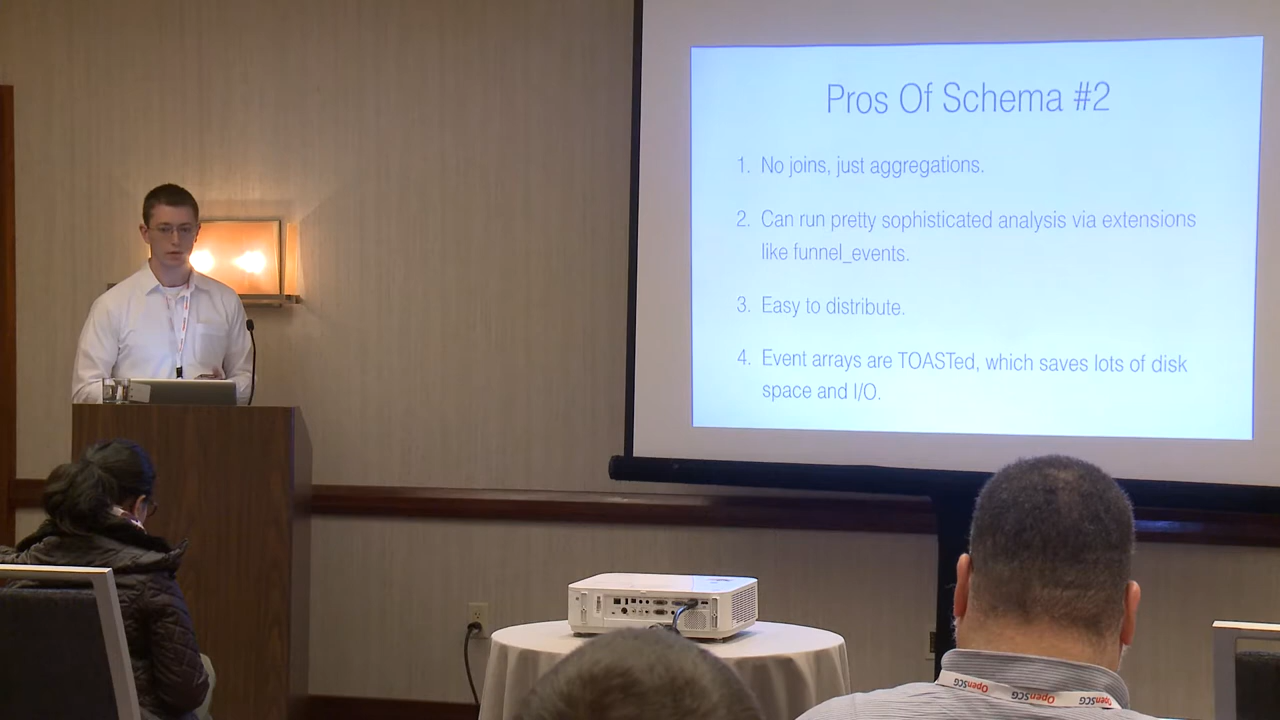 Pros Of Schema #2
1. No joins, just aggregations.
2. Can run pretty sophisticated analysis via extensions
like funnel_events.
3. Easy to distribute.
4. Event arrays are TOASTed, which saves lots of disk
space and I/O.
OpenSCG OpenSCG OpenSCG